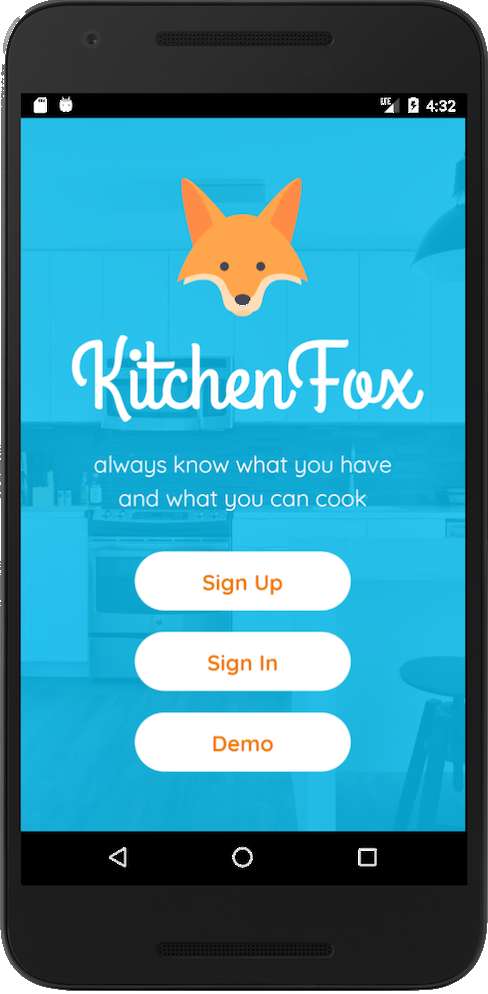 LTE 4:32
KitchenFox
always know what you have
and what you can cook
Sign Up
Sign In
Demo